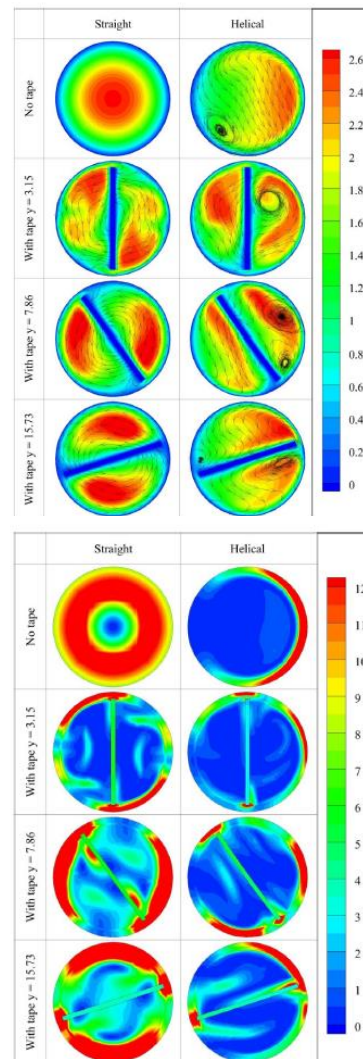 Straight Helical
No tape
With tape y = 3.15
With tape y = 7.86
With tape y = 15.73
2.6
2.4
2.2
2
1.8
1.6
1.4
1.2
1
0.8
0.6
0.4
0.2
0
Straight Helical
No tape
With tape y = 3.15
With tape y = 7.86
With tape y = 15.73
12
11
10
9
8
7
6
5
4
3
2
1
0